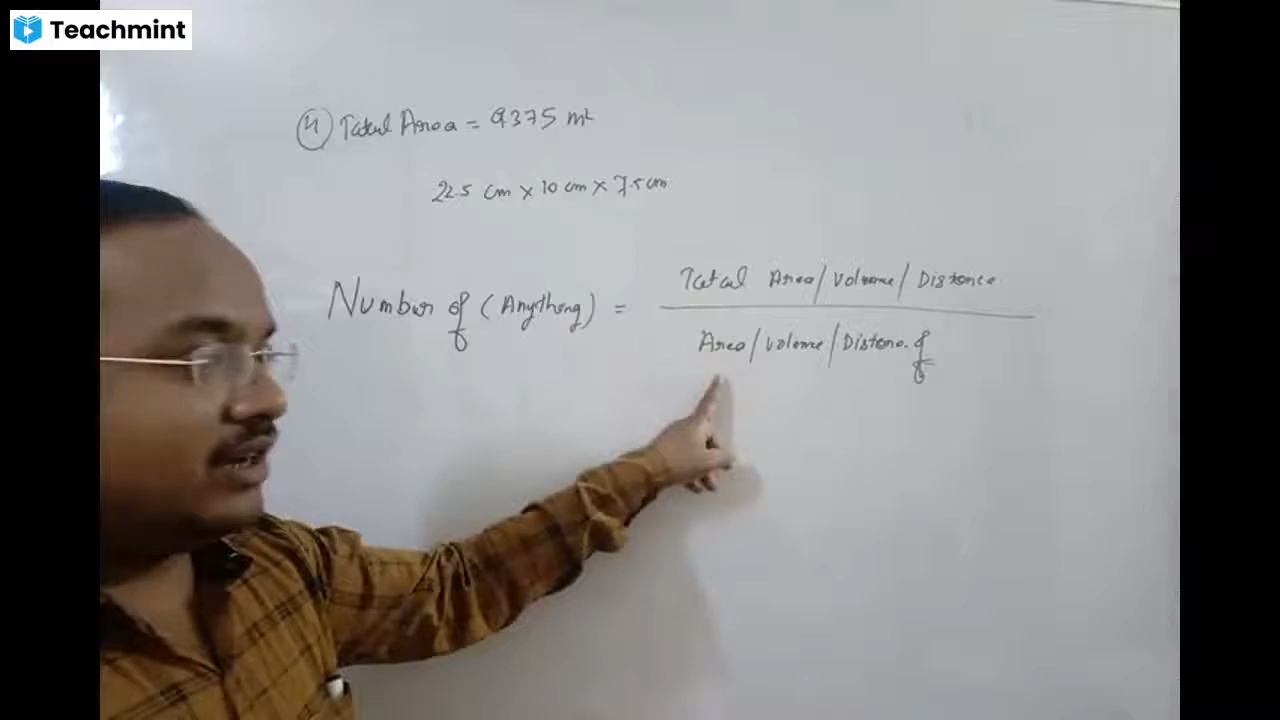 Teachmint
4 Total Area = 9375 m²
22.5 cm × 10 cm × 7.5 cm
Number of (Anything) = Total Area / Volume / Distance
Area / Volume / Distanc. of